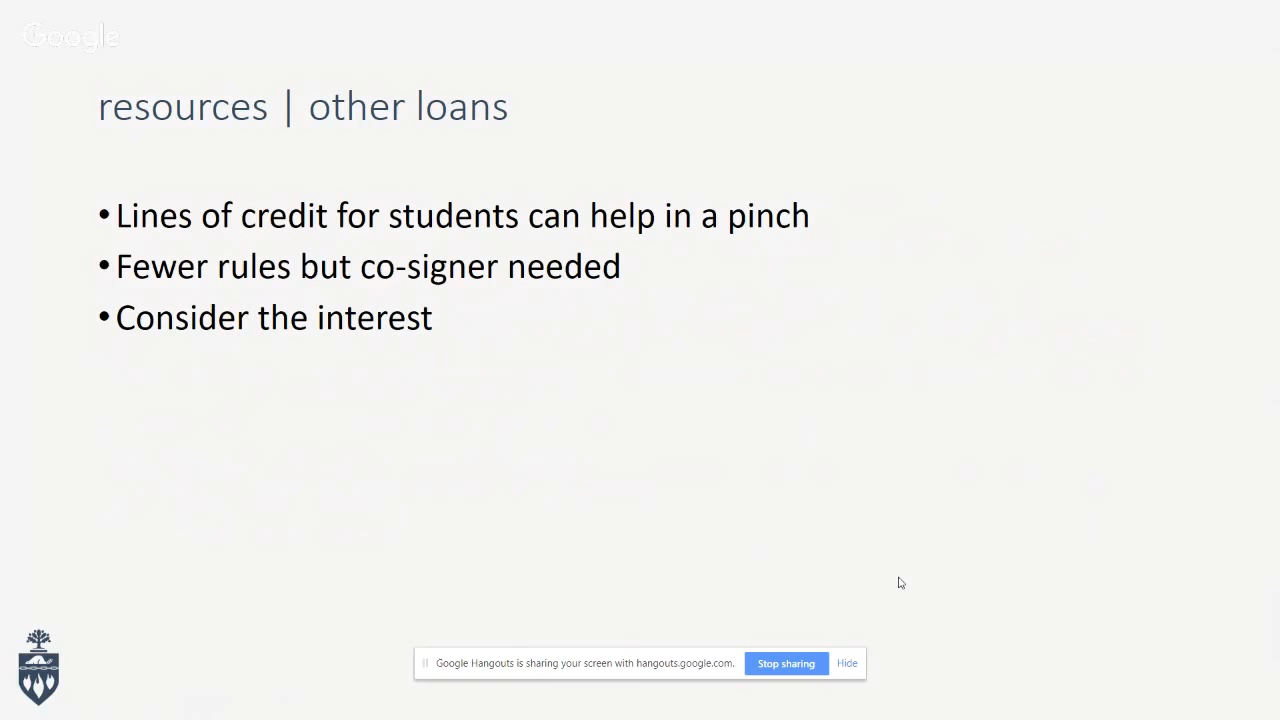 Google
resources | other loans
• Lines of credit for students can help in a pinch
• Fewer rules but co-signer needed
• Consider the interest
Google Hangouts is sharing your screen with hangouts.google.com. Stop sharing Hide